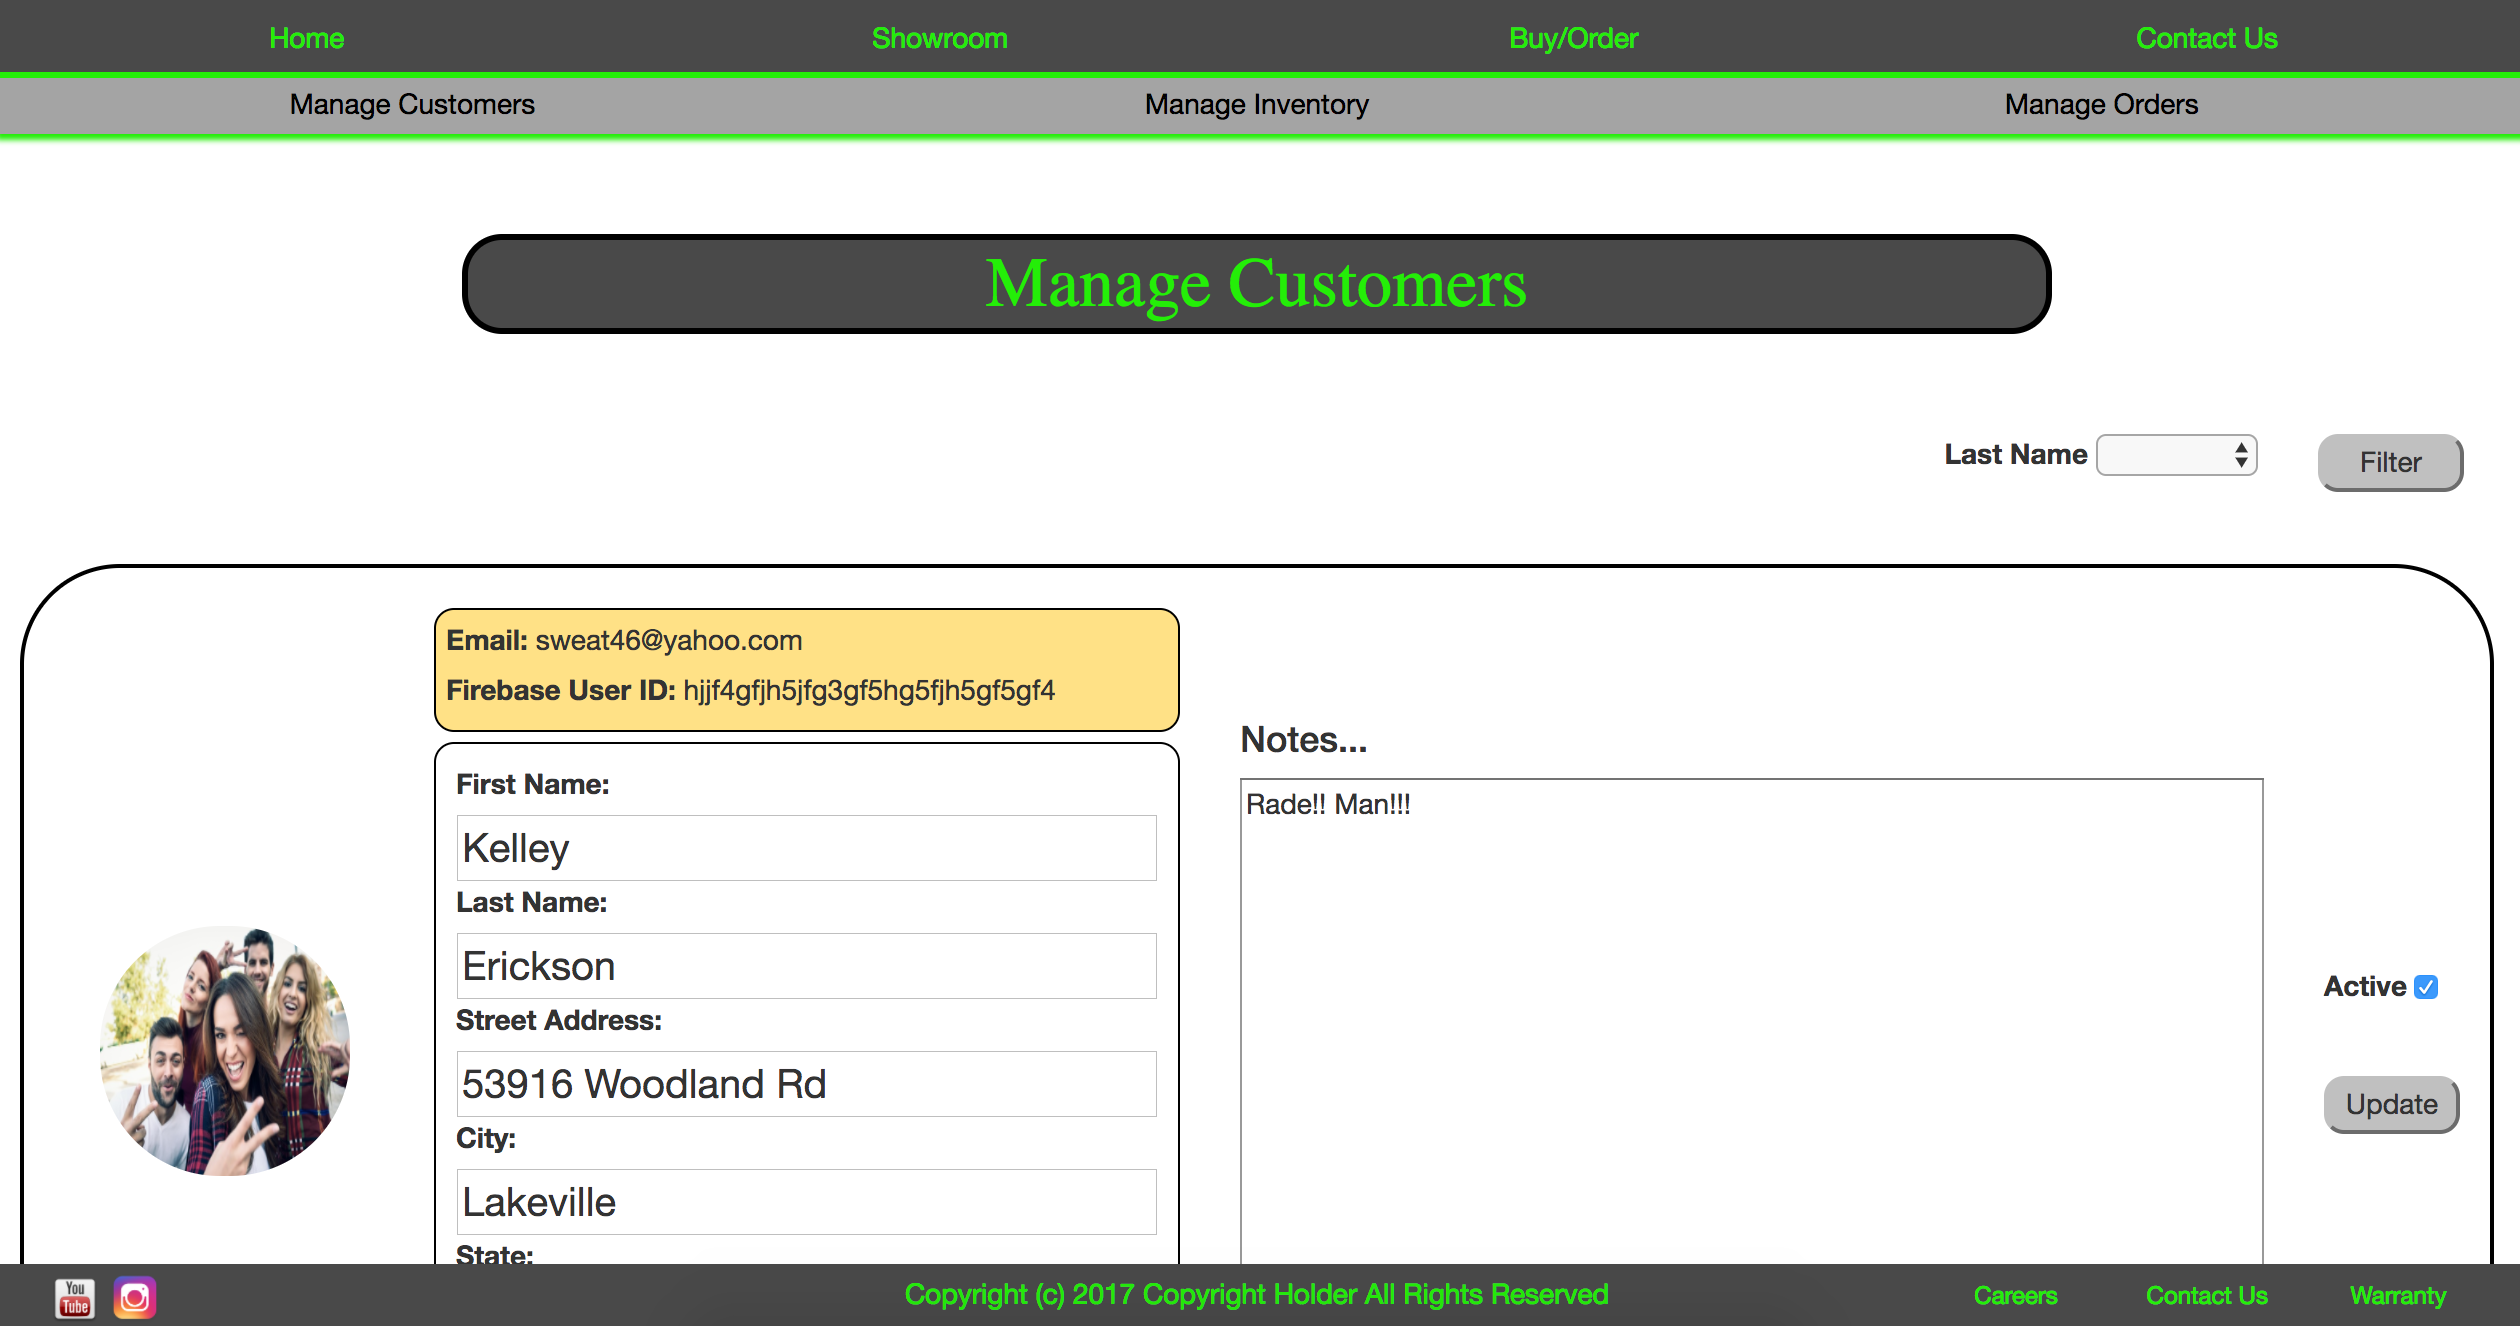 Home Showroom Buy/Order Contact Us
Manage Customers Manage Inventory Manage Orders
Manage Customers
Last Name Filter
Email: sweat46@yahoo.com
Firebase User ID: hjjf4gfjh5jfg3gf5hg5fjh5gf5gf4
Notes...
Rade!! Man!!!
First Name:
Kelley
Last Name:
Erickson
Street Address:
53916 Woodland Rd
City:
Lakeville
State:
Active
Update
You Tube
Copyright (c) 2017 Copyright Holder All Rights Reserved
Careers Contact Us Warranty